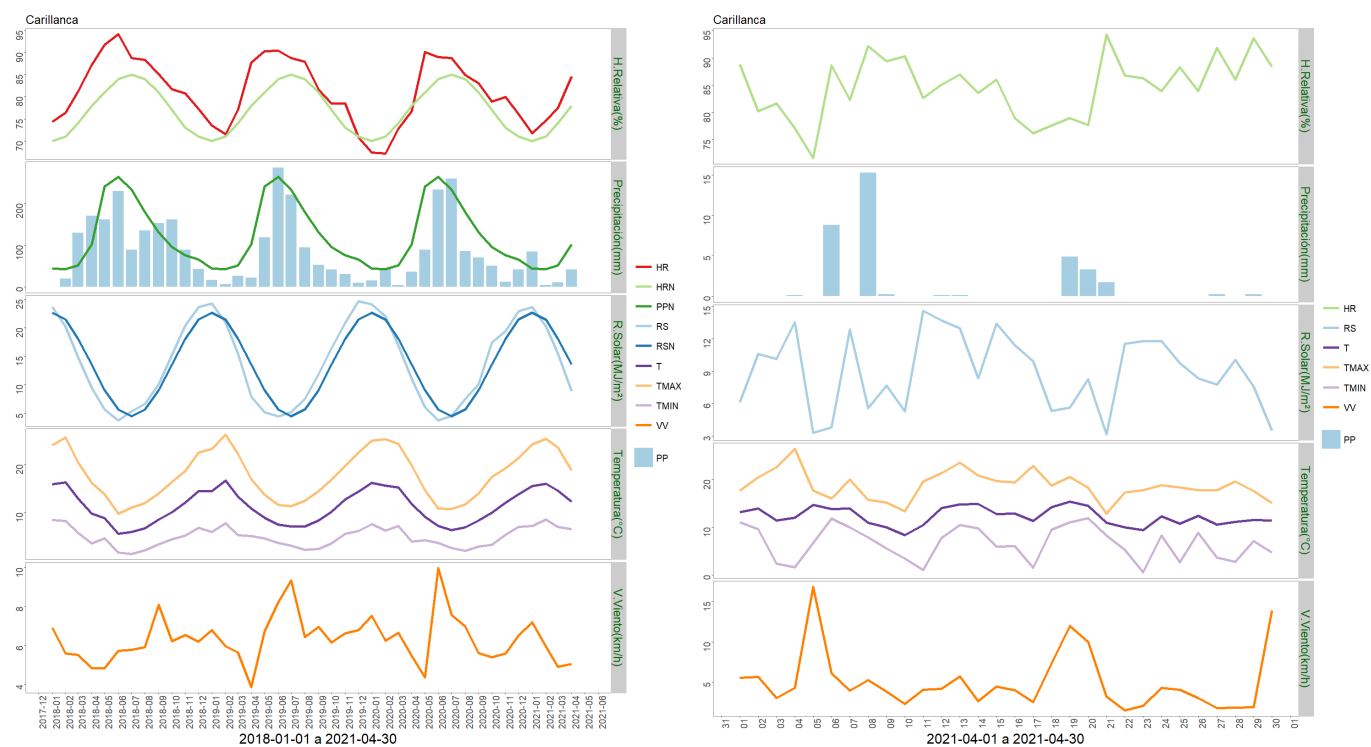 Carillanca
95
90
85
80
75
70
H.Relativa(%)
200
100
0
Precipitación(mm)
25
20
15
10
5
R.Solar(MJ/m²)
20
10
Temperatura(°C)
10
8
6
4
V.Viento(km/h)
2017-12 2018-01 2018-02 2018-03 2018-04 2018-05 2018-06 2018-07 2018-08 2018-09 2018-10 2018-11 2018-12 2019-01 2019-02 2019-03 2019-04 2019-05 2019-06 2019-07 2019-08 2019-09 2019-10 2019-11 2019-12 2020-01 2020-02 2020-03 2020-04 2020-05 2020-06 2020-07 2020-08 2020-09 2020-10 2020-11 2020-12 2021-01 2021-02 2021-03 2021-04 2021-05 2021-06
2018-01-01 a 2021-04-30
HR
HRN
PPN
RS
RSN
T
TMAX
TMIN
VV
PP
Carillanca
95
90
85
80
75
H.Relativa(%)
15
10
5
0
Precipitación(mm)
15
12
9
6
3
R.Solar(MJ/m²)
20
10
0
Temperatura(°C)
15
10
5
V.Viento(km/h)
31 01 02 03 04 05 06 07 08 09 10 11 12 13 14 15 16 17 18 19 20 21 22 23 24 25 26 27 28 29 30 01
2021-04-01 a 2021-04-30
HR
RS
T
TMAX
TMIN
VV
PP